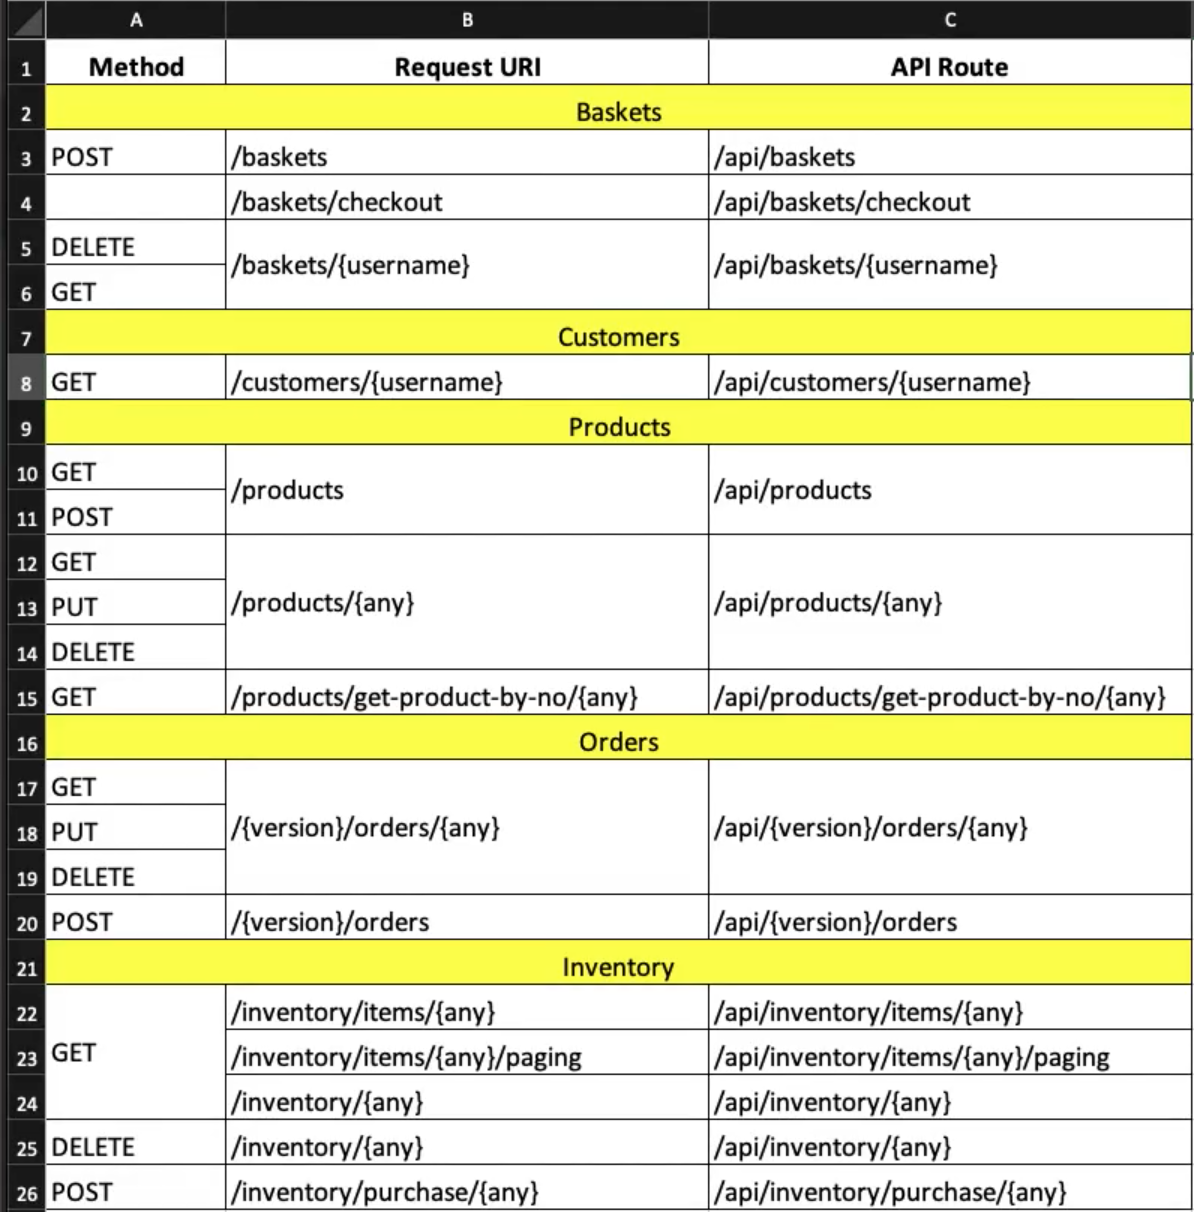 A B C
1 Method Request URI API Route
2 Baskets
3 POST /baskets /api/baskets
4 /baskets/checkout /api/baskets/checkout
5 DELETE
/baskets/{username} /api/baskets/{username}
6 GET
7 Customers
8 GET /customers/{username} /api/customers/{username}
9 Products
10 GET
/products /api/products
11 POST
12 GET
13 PUT /products/{any} /api/products/{any}
14 DELETE
15 GET /products/get-product-by-no/{any} /api/products/get-product-by-no/{any}
16 Orders
17 GET
18 PUT /{version}/orders/{any} /api/{version}/orders/{any}
19 DELETE
20 POST /{version}/orders /api/{version}/orders
21 Inventory
22 /inventory/items/{any} /api/inventory/items/{any}
23 GET /inventory/items/{any}/paging /api/inventory/items/{any}/paging
24 /inventory/{any} /api/inventory/{any}
25 DELETE /inventory/{any} /api/inventory/{any}
26 POST /inventory/purchase/{any} /api/inventory/purchase/{any}